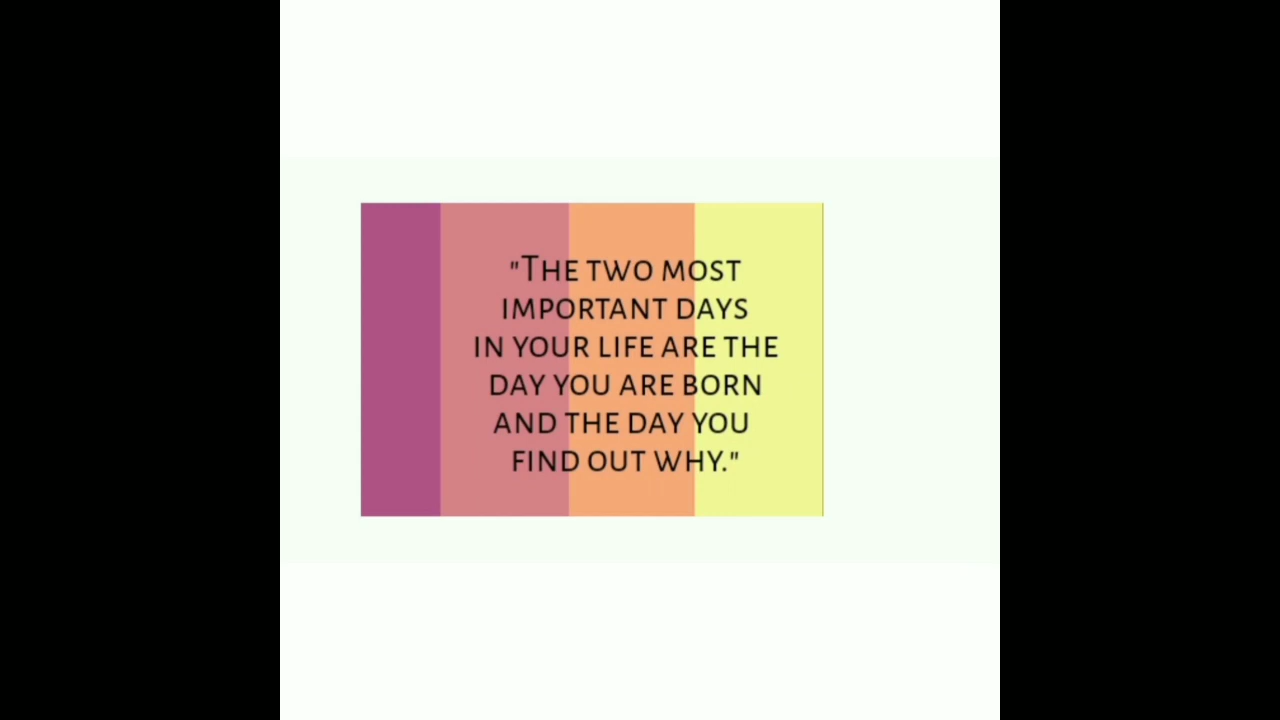 "THE TWO MOST
IMPORTANT DAYS
IN YOUR LIFE ARE THE
DAY YOU ARE BORN
AND THE DAY YOU
FIND OUT WHY."